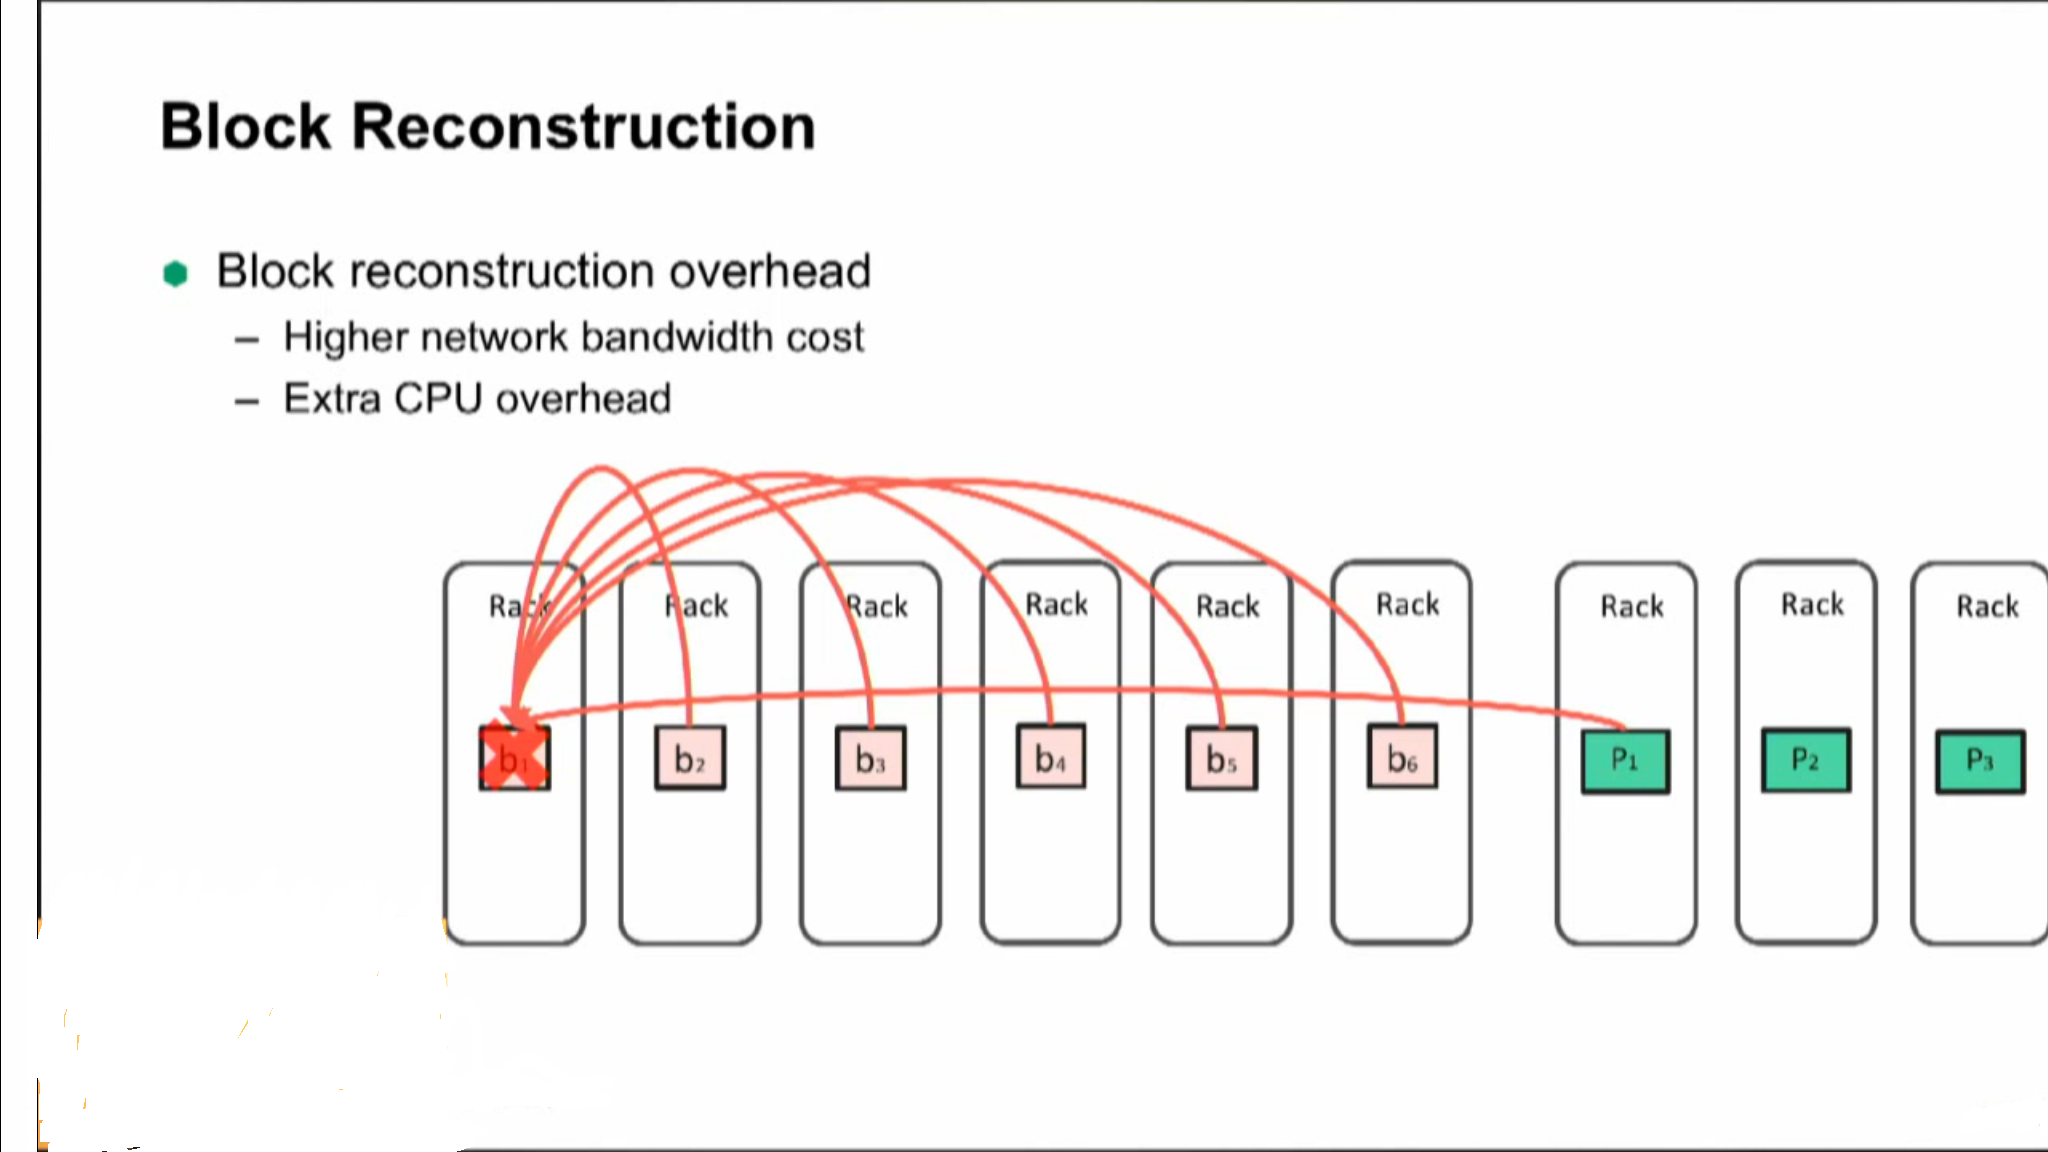 Block Reconstruction
Block reconstruction overhead
– Higher network bandwidth cost
– Extra CPU overhead
Rack Rack Rack Rack Rack Rack Rack Rack Rack
b1 b2 b3 b4 b5 b6 P1 P2 P3